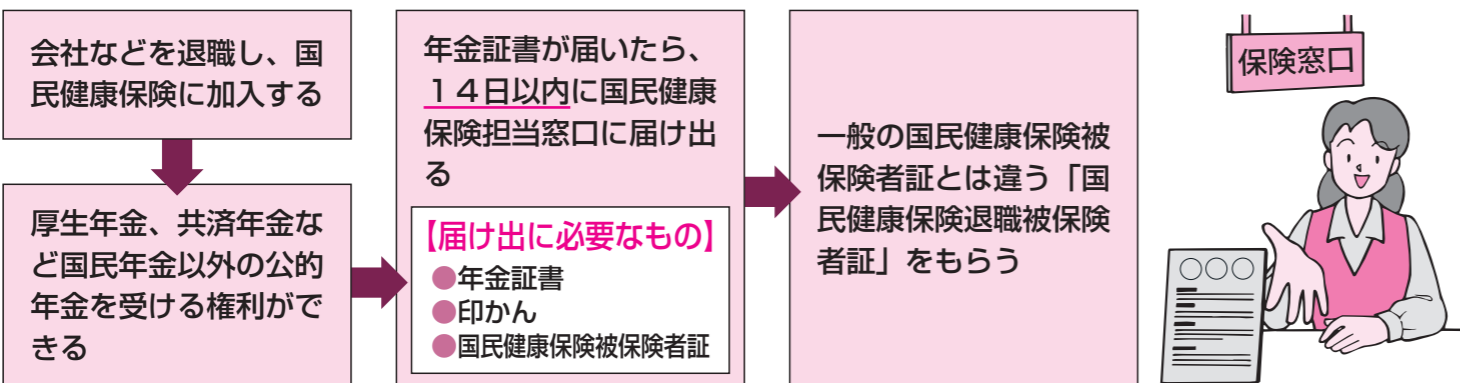 会社などを退職し、国
民健康保険に加入する
厚生年金、共済年金な
ど国民年金以外の公的
年金を受ける権利がで
きる
年金証書が届いたら、
１４日以内に国民健康
保険担当窓口に届け出
る
【届け出に必要なもの】
●年金証書
●印かん
●国民健康保険被保険者証
一般の国民健康保険被
保険者証とは違う「国
民健康保険退職被保険
者証」をもらう
保険窓口
〇〇〇